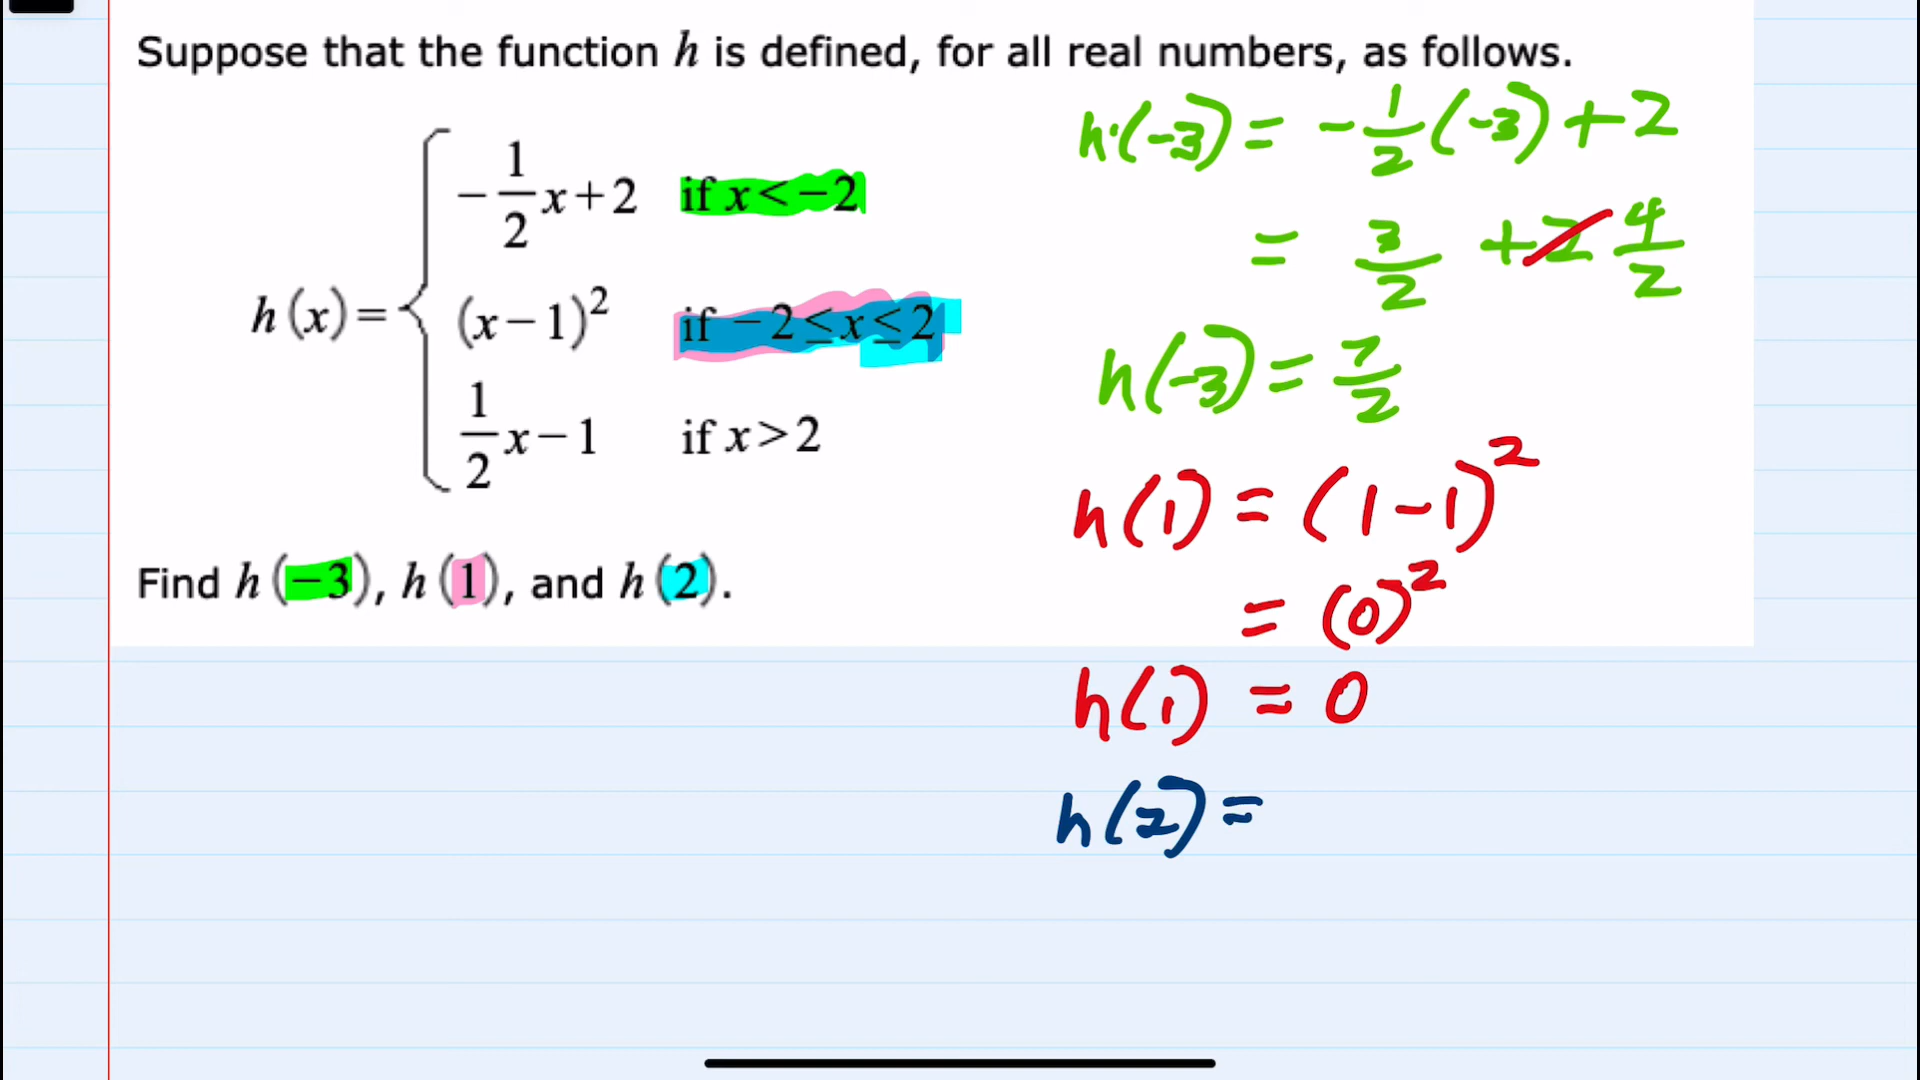 Suppose that the function h is defined, for all real numbers, as follows.
h(x) = { -1/2 x + 2 if x < -2
(x - 1)² if -2 ≤ x ≤ 2
1/2 x - 1 if x > 2
Find h(-3), h(1), and h(2).
h(-3) = -1/2 (-3) + 2
= 3/2 + 2 4/2
h(-3) = 7/2
h(1) = (1-1)²
= (0)²
h(1) = 0
h(2) =